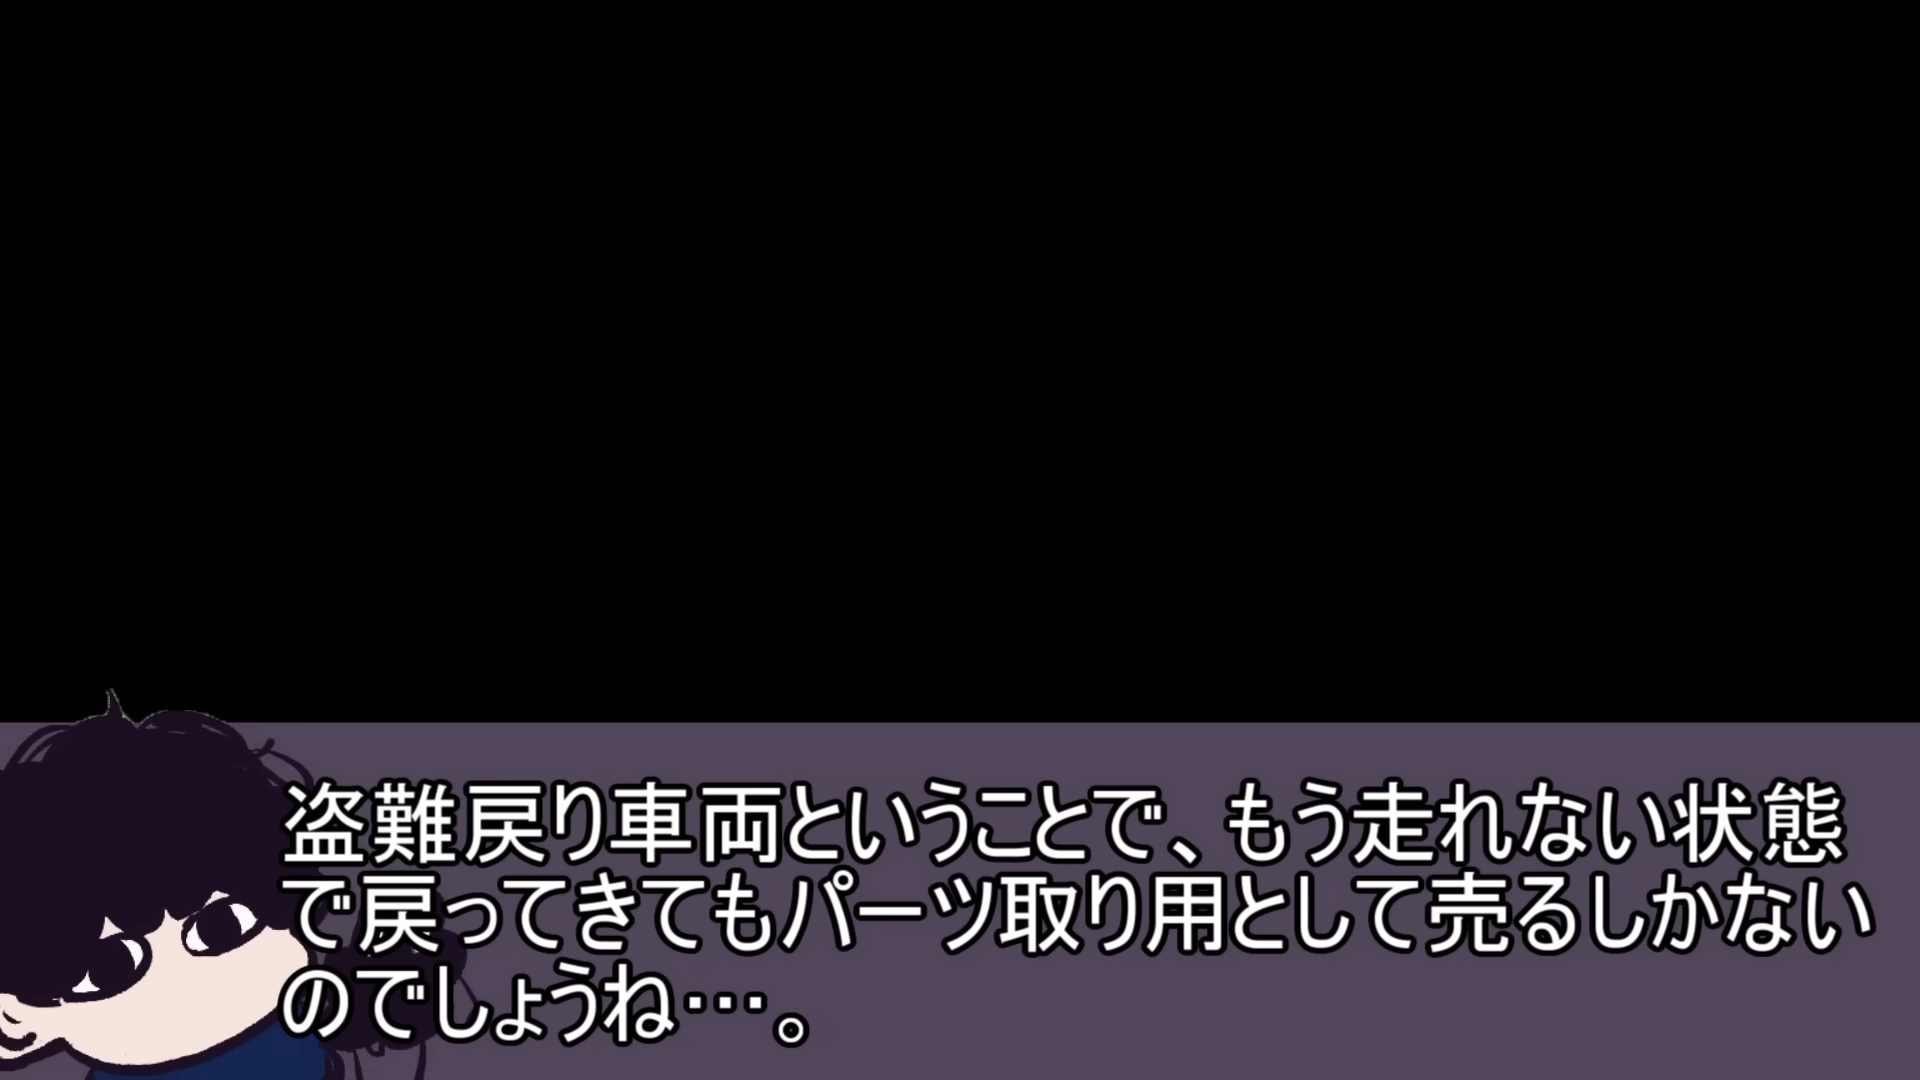 盗難戻り車両ということで、もう走れない状態
で戻ってきてもパーツ取り用として売るしかない
のでしょうね…。